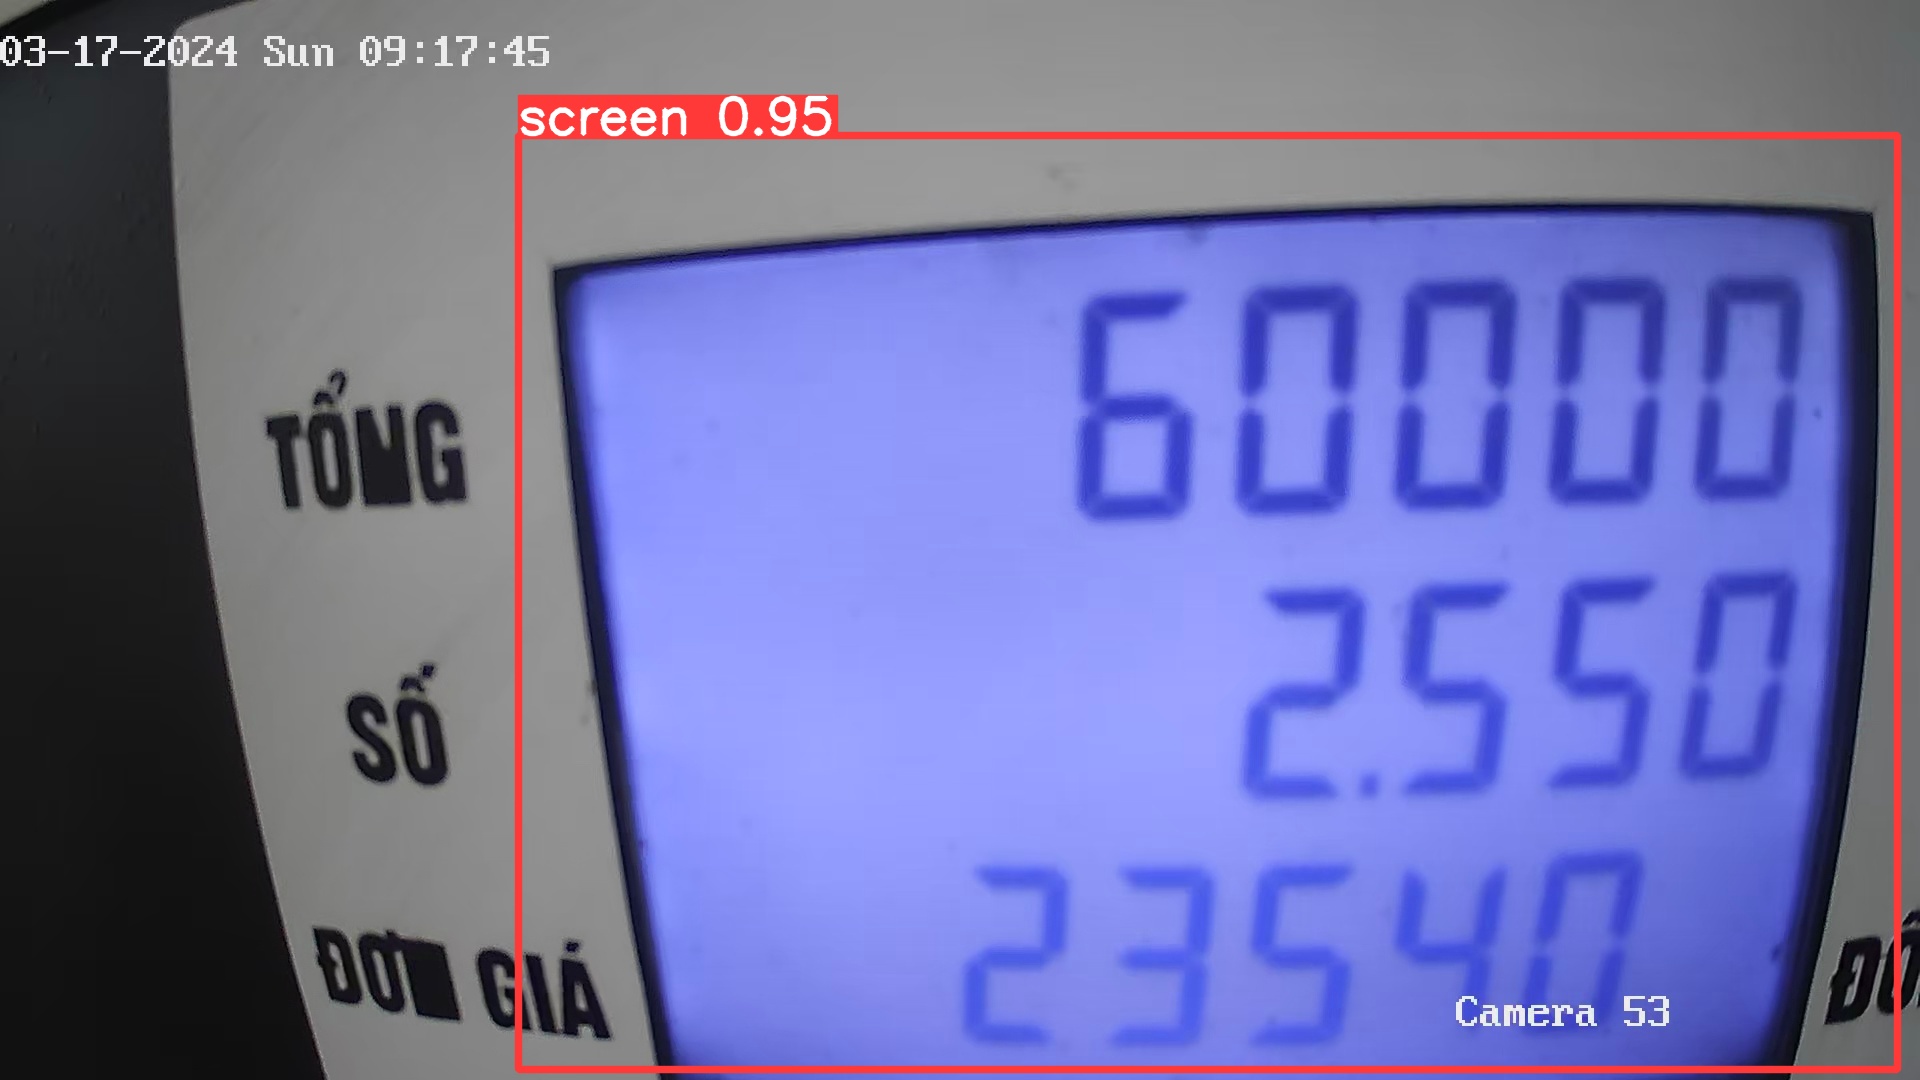 03-17-2024 Sun 09:17:45
screen 0.95
TỔNG 60000
SỐ 2.550
ĐƠN GIÁ 23540
Camera 53